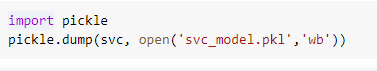 import pickle
pickle.dump(svc, open('svc_model.pkl','wb'))